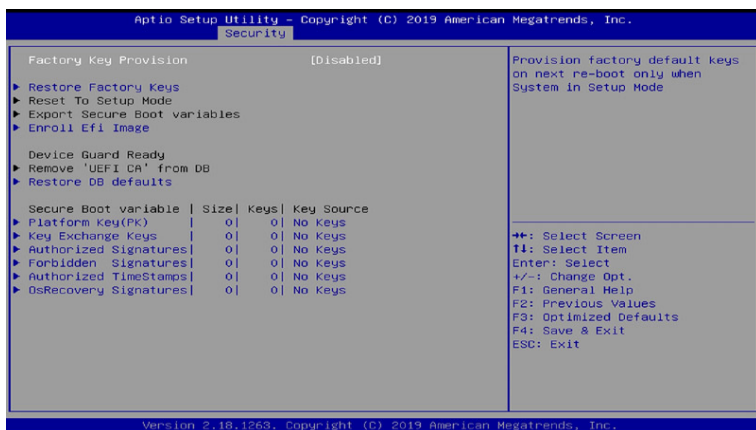 Aptio Setup Utility – Copyright (C) 2019 American Megatrends, Inc.
Security
Factory Key Provision [Disabled]
▶ Restore Factory Keys
▶ Reset To Setup Mode
▶ Export Secure Boot variables
▶ Enroll Efi Image
Device Guard Ready
▶ Remove 'UEFI CA' from DB
▶ Restore DB defaults
Secure Boot variable | Size| Keys| Key Source
▶ Platform Key(PK) | 0| 0| No Keys
▶ Key Exchange Keys | 0| 0| No Keys
▶ Authorized Signatures| 0| 0| No Keys
▶ Forbidden Signatures| 0| 0| No Keys
▶ Authorized TimeStamps| 0| 0| No Keys
▶ OsRecovery Signatures| 0| 0| No Keys
Provision factory default keys
on next re-boot only when
System in Setup Mode
→←: Select Screen
↑↓: Select Item
Enter: Select
+/-: Change Opt.
F1: General Help
F2: Previous Values
F3: Optimized Defaults
F4: Save & Exit
ESC: Exit
Version 2.18.1263. Copyright (C) 2019 American Megatrends, Inc.